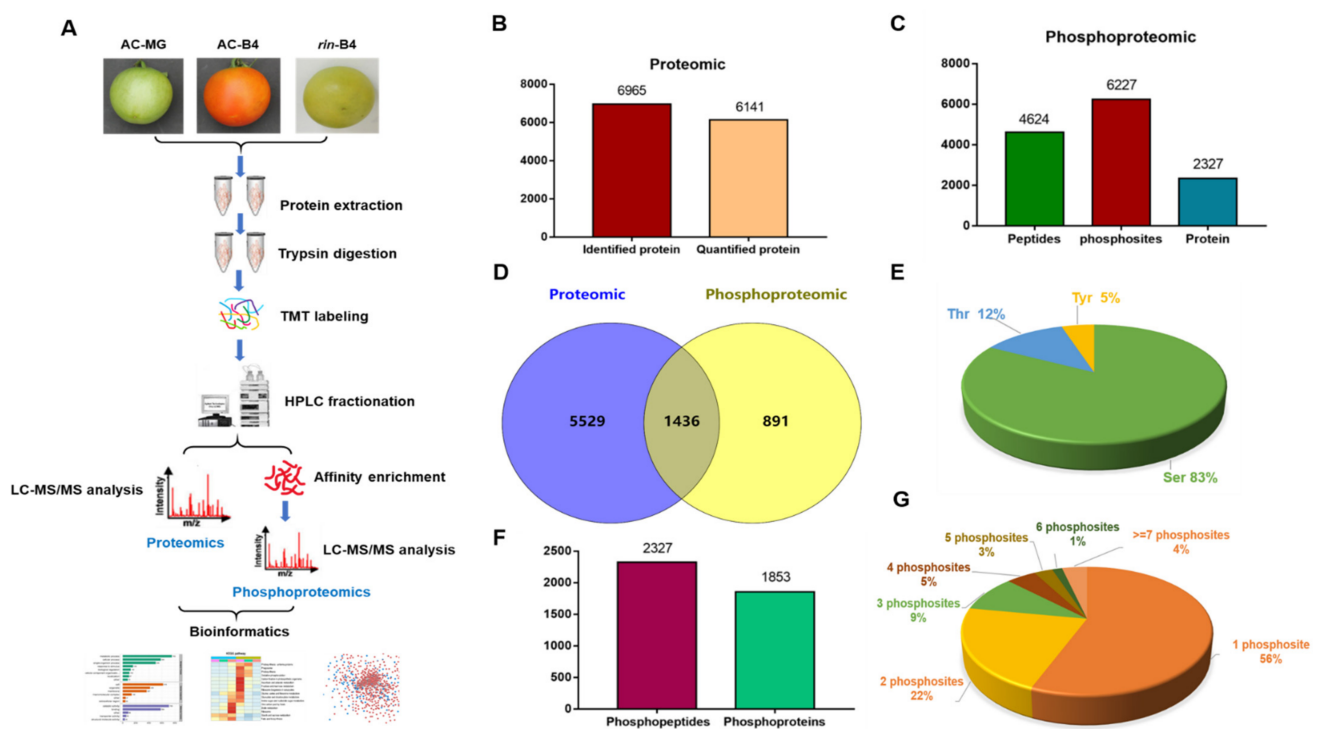 A
AC-MG
AC-B4
rin-B4
Protein extraction
Trypsin digestion
TMT labeling
HPLC fractionation
LC-MS/MS analysis
Intensity
m/z
Proteomics
Affinity enrichment
Intensity
m/z
LC-MS/MS analysis
Phosphoproteomics
Bioinformatics
B
Proteomic
8000
6000
4000
2000
0
6965
6141
Identified protein
Quantified protein
C
Phosphoproteomic
8000
6000
4000
2000
0
4624
6227
2327
Peptides
phosphosites
Protein
D
Proteomic
Phosphoproteomic
5529
1436
891
E
Thr 12%
Tyr 5%
Ser 83%
F
2500
2000
1500
1000
500
0
2327
1853
Phosphopeptides
Phosphoproteins
G
6 phosphosites
1%
>=7 phosphosites
4%
5 phosphosites
3%
4 phosphosites
5%
3 phosphosites
9%
1 phosphosite
56%
2 phosphosites
22%